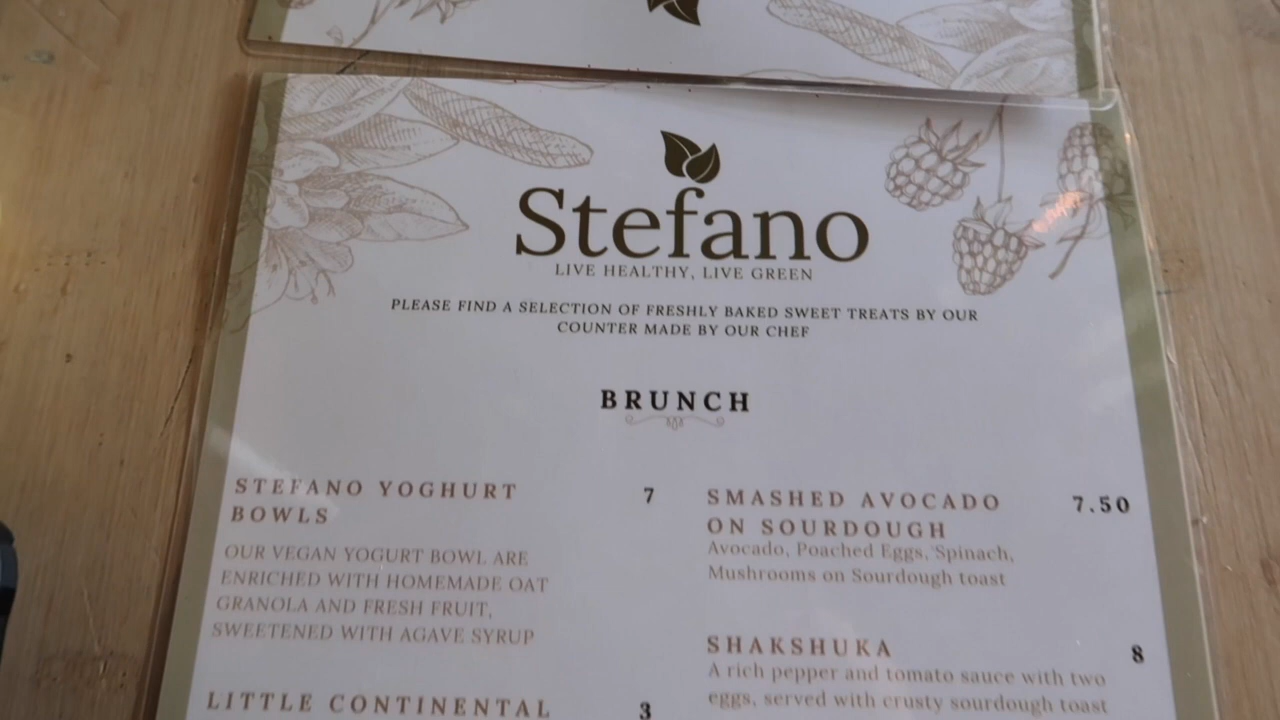 Stefano
LIVE HEALTHY, LIVE GREEN
PLEASE FIND A SELECTION OF FRESHLY BAKED SWEET TREATS BY OUR
COUNTER MADE BY OUR CHEF
BRUNCH
STEFANO YOGHURT 7
BOWLS
OUR VEGAN YOGURT BOWL ARE
ENRICHED WITH HOMEMADE OAT
GRANOLA AND FRESH FRUIT,
SWEETENED WITH AGAVE SYRUP
LITTLE CONTINENTAL 3
SMASHED AVOCADO 7.50
ON SOURDOUGH
Avocado, Poached Eggs, Spinach,
Mushrooms on Sourdough toast
SHAKSHUKA 8
A rich pepper and tomato sauce with two
eggs, served with crusty sourdough toast